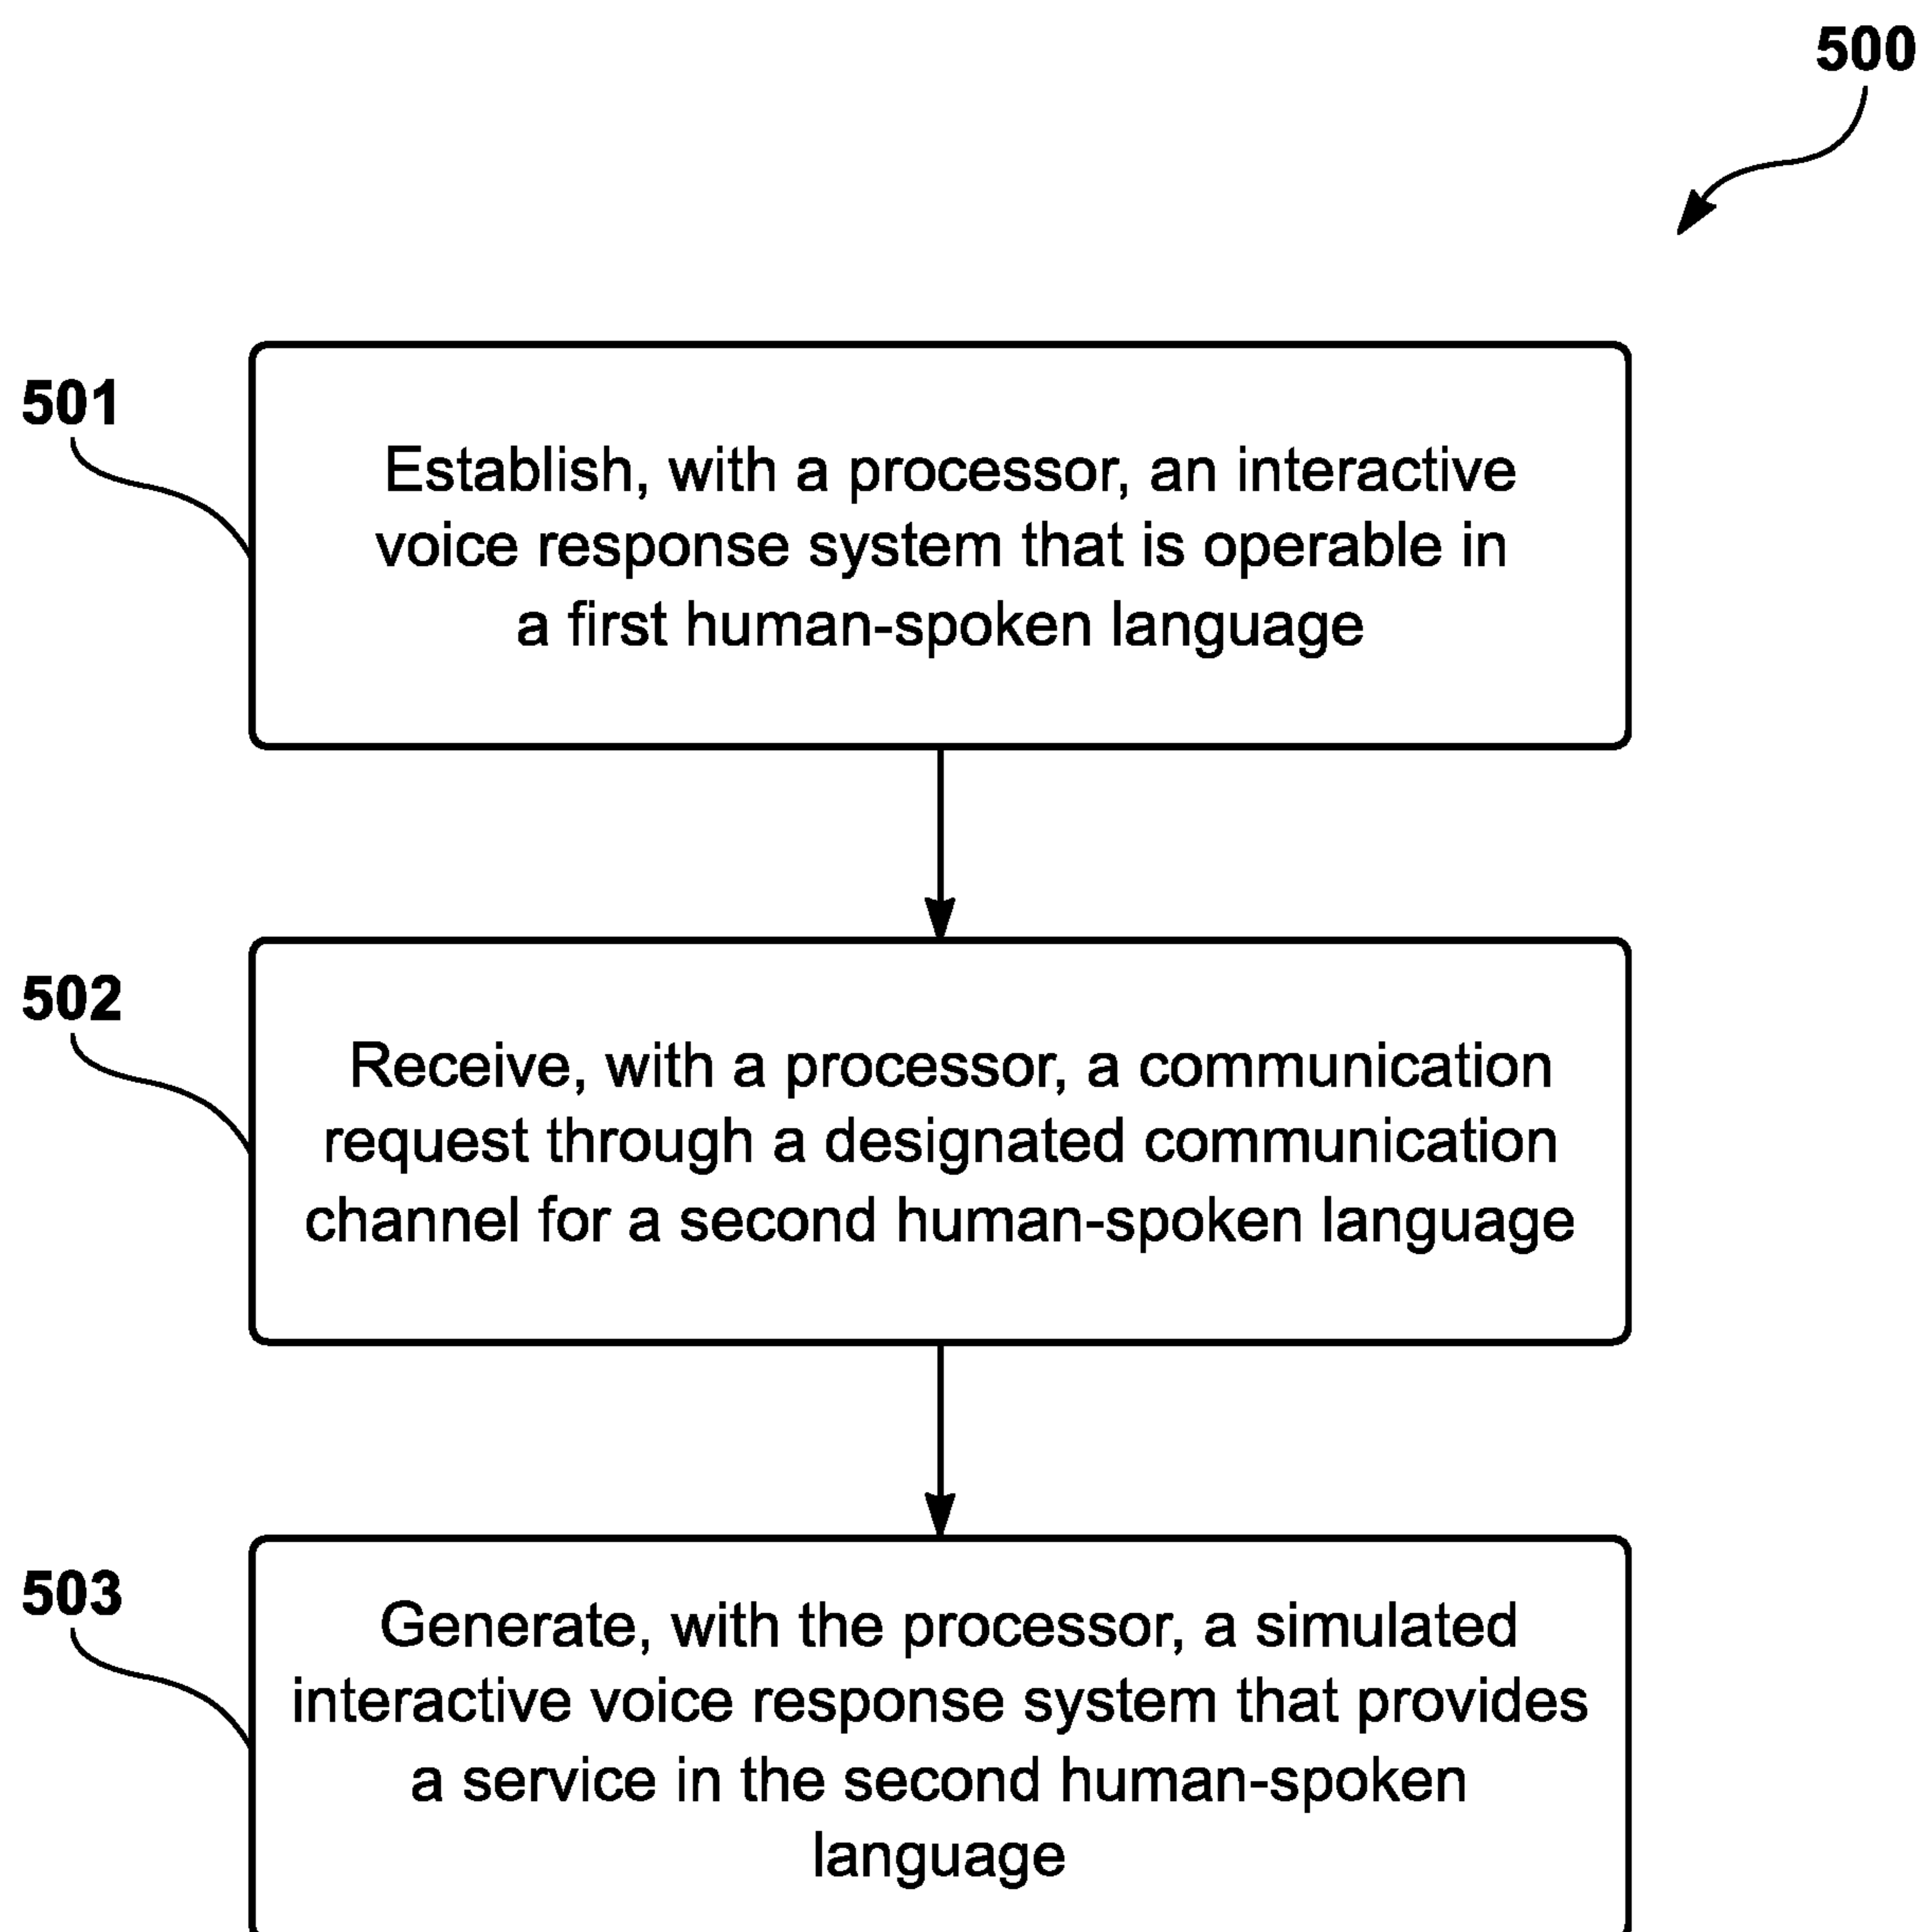 500
501
Establish, with a processor, an interactive
voice response system that is operable in
a first human-spoken language
502
Receive, with a processor, a communication
request through a designated communication
channel for a second human-spoken language
503
Generate, with the processor, a simulated
interactive voice response system that provides
a service in the second human-spoken
language